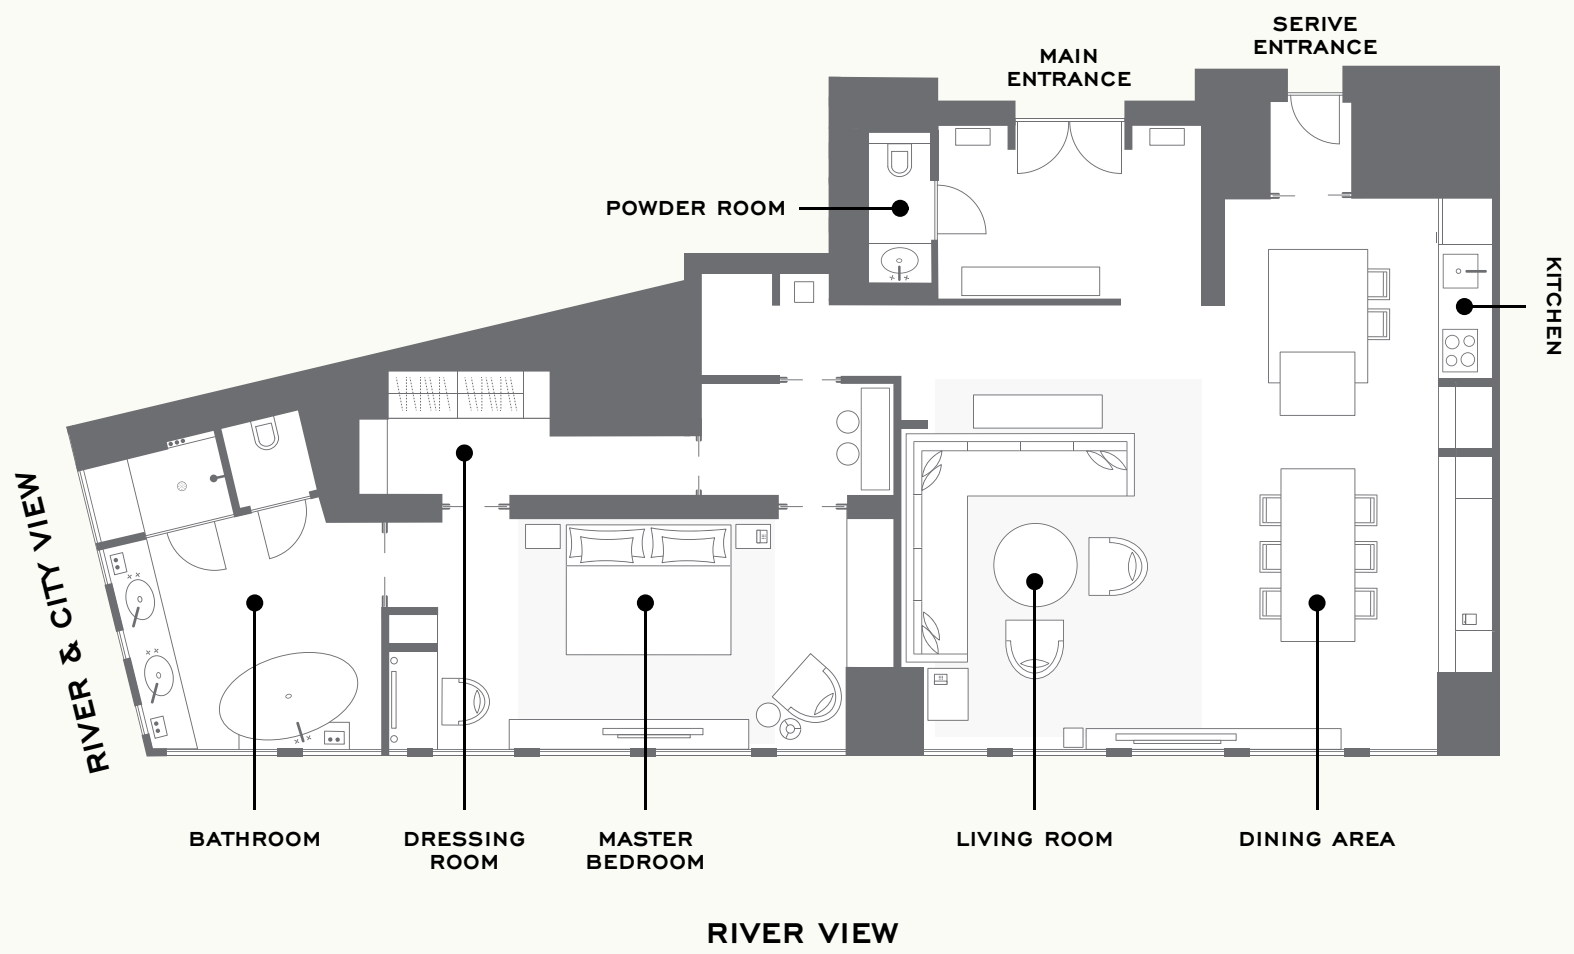 SERIVE
ENTRANCE
MAIN
ENTRANCE
POWDER ROOM
KITCHEN
RIVER & CITY VIEW
BATHROOM
DRESSING
ROOM
MASTER
BEDROOM
LIVING ROOM
DINING AREA
RIVER VIEW